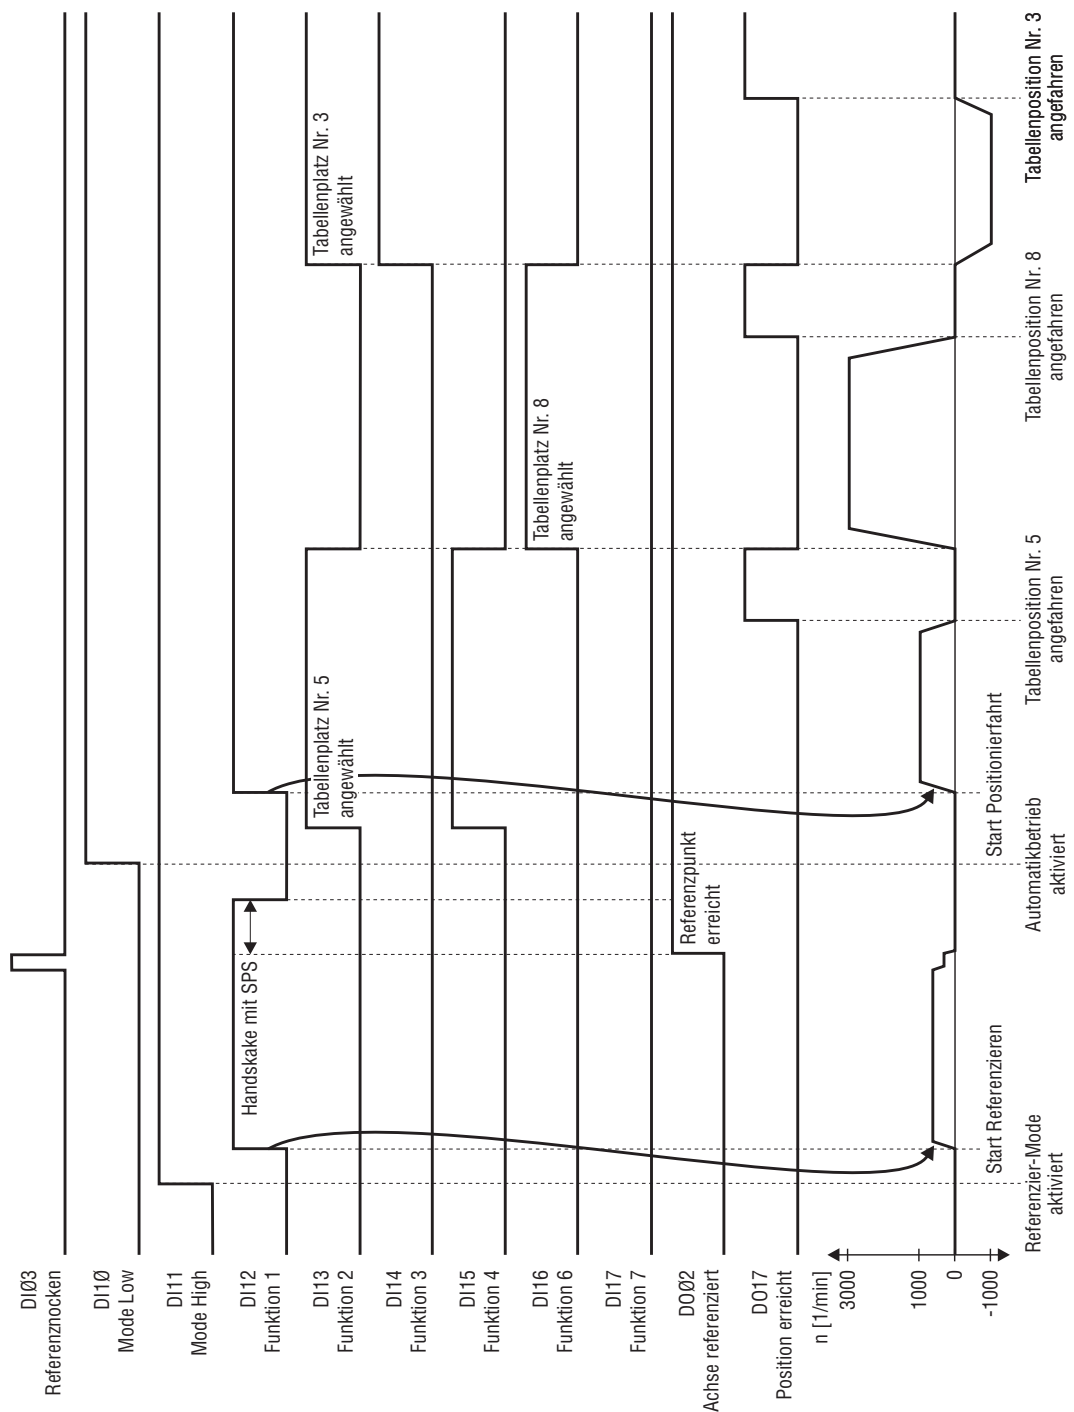 DIØ3
Referenznocken
DI1Ø
Mode Low
DI11
Mode High
DI12
Funktion 1
DI13
Funktion 2
DI14
Funktion 3
DI15
Funktion 4
DI16
Funktion 6
DI17
Funktion 7
DOØ2
Achse referenziert
DO17
Position erreicht
n [1/min]
3000
1000
0
-1000
Handskake mit SPS
Tabellenplatz Nr. 5
angewählt
Tabellenplatz Nr. 8
angewählt
Tabellenplatz Nr. 3
angewählt
Referenzpunkt
erreicht
Start Referenzieren
Start Positionierfahrt
Referenzier-Mode
aktiviert
Automatikbetrieb
aktiviert
Tabellenposition Nr. 5
angefahren
Tabellenposition Nr. 8
angefahren
Tabellenposition Nr. 3
angefahren